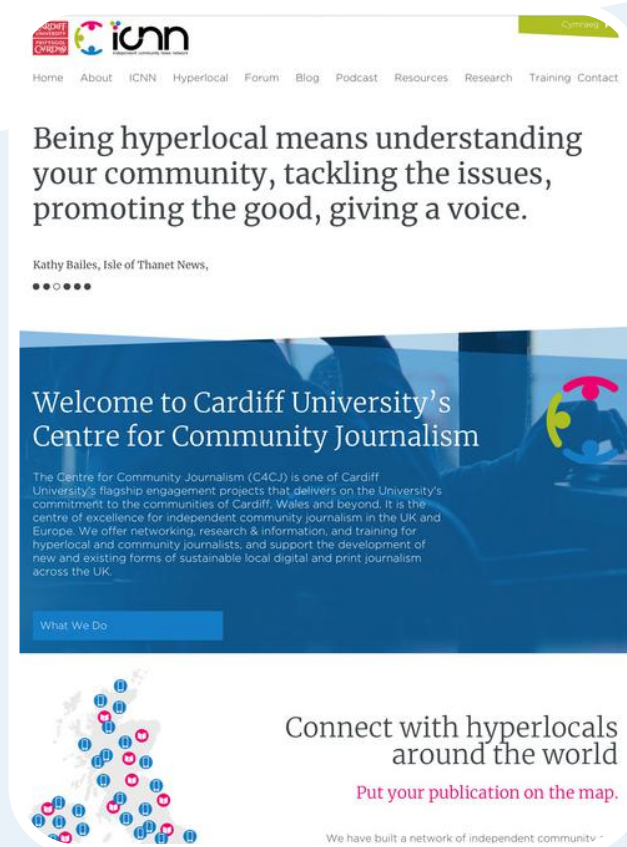 CARDIFF
UNIVERSITY
PRIFYSGOL
CAERDYDD
icnn
independent community news network
Cymraeg
Home About ICNN Hyperlocal Forum Blog Podcast Resources Research Training Contact
Being hyperlocal means understanding
your community, tackling the issues,
promoting the good, giving a voice.
Kathy Bailes, Isle of Thanet News,
Welcome to Cardiff University's
Centre for Community Journalism
The Centre for Community Journalism (C4CJ) is one of Cardiff
University's flagship engagement projects that delivers on the University's
commitment to the communities of Cardiff, Wales and beyond. It is the
centre of excellence for independent community journalism in the UK and
Europe. We offer networking, research & information, and training for
hyperlocal and community journalists, and support the development of
new and existing forms of sustainable local digital and print journalism
across the UK.
What We Do
Connect with hyperlocals
around the world
Put your publication on the map.
We have built a network of independent community